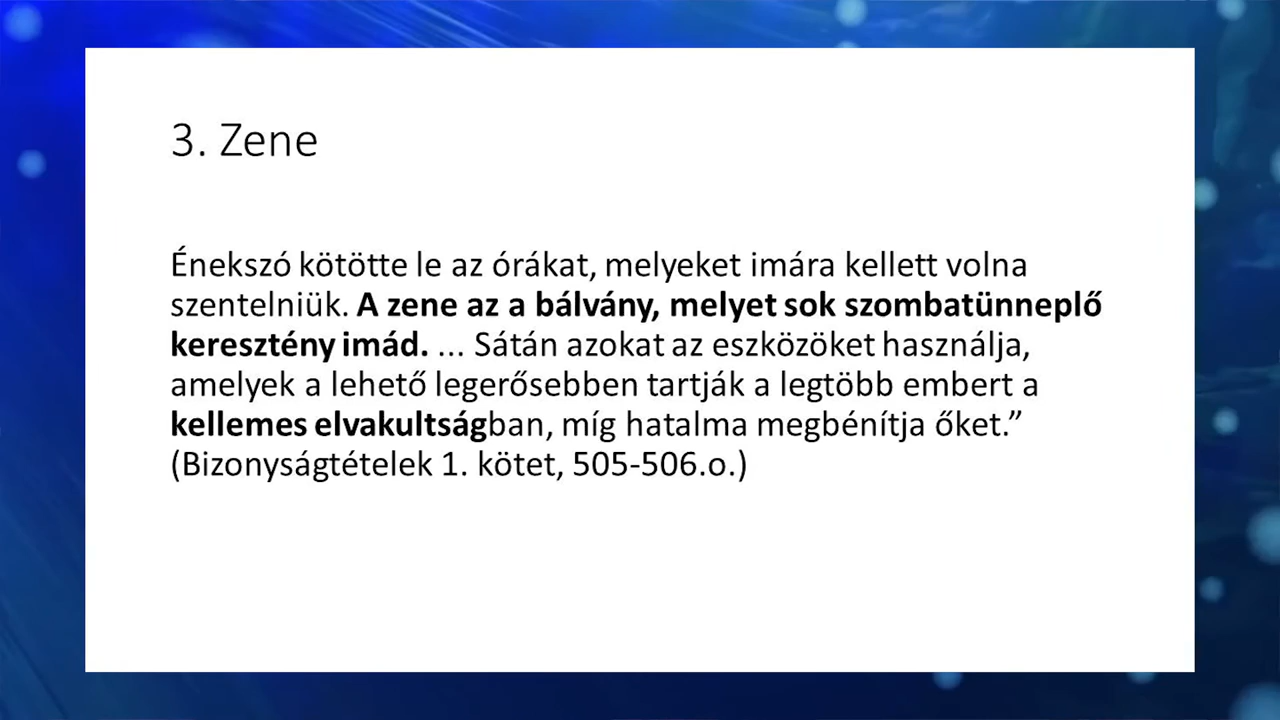 3. Zene
Énekszó kötötte le az órákat, melyeket imára kellett volna
szentelniük. A zene az a bálvány, melyet sok szombatünneplő
keresztény imád. ... Sátán azokat az eszközöket használja,
amelyek a lehető legerősebben tartják a legtöbb embert a
kellemes elvakultságban, míg hatalma megbénítja őket.”
(Bizonyságtételek 1. kötet, 505-506.o.)